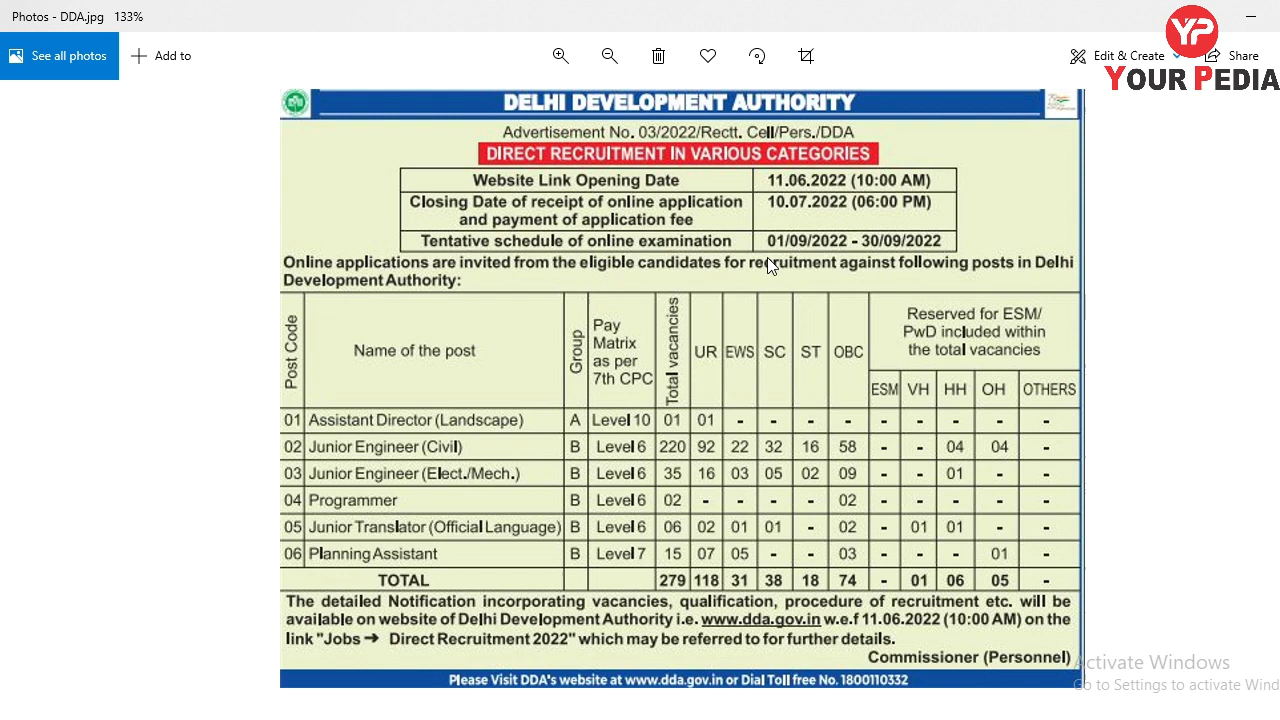 Photos - DDA.jpg 133%
See all photos
Add to
Edit & Create
Share
YP
YOUR PEDIA
DELHI DEVELOPMENT AUTHORITY
Advertisement No. 03/2022/Rectt. Cell/Pers./DDA
DIRECT RECRUITMENT IN VARIOUS CATEGORIES
Website Link Opening Date 11.06.2022 (10:00 AM)
Closing Date of receipt of online application 10.07.2022 (06:00 PM)
and payment of application fee
Tentative schedule of online examination 01/09/2022 - 30/09/2022
Online applications are invited from the eligible candidates for recruitment against following posts in Delhi
Development Authority:
Post Code Name of the post Group Pay Matrix as per 7th CPC Total vacancies UR EWS SC ST OBC Reserved for ESM/ PwD included within the total vacancies
ESM VH HH OH OTHERS
01 Assistant Director (Landscape) A Level 10 01 01 - - - - - - - - -
02 Junior Engineer (Civil) B Level 6 220 92 22 32 16 58 - - 04 04 -
03 Junior Engineer (Elect./Mech.) B Level 6 35 16 03 05 02 09 - - 01 - -
04 Programmer B Level 6 02 - - - - 02 - - - - -
05 Junior Translator (Official Language) B Level 6 06 02 01 01 - 02 - 01 01 - -
06 Planning Assistant B Level 7 15 07 05 - - 03 - - - 01 -
TOTAL 279 118 31 38 18 74 - 01 06 05 -
The detailed Notification incorporating vacancies, qualification, procedure of recruitment etc. will be
available on website of Delhi Development Authority i.e. www.dda.gov.in w.e.f 11.06.2022 (10:00 AM) on the
link "Jobs → Direct Recruitment 2022" which may be referred to for further details.
Commissioner (Personnel)
Please Visit DDA's website at www.dda.gov.in or Dial Toll free No. 1800110332
Activate Windows
Go to Settings to activate Wind